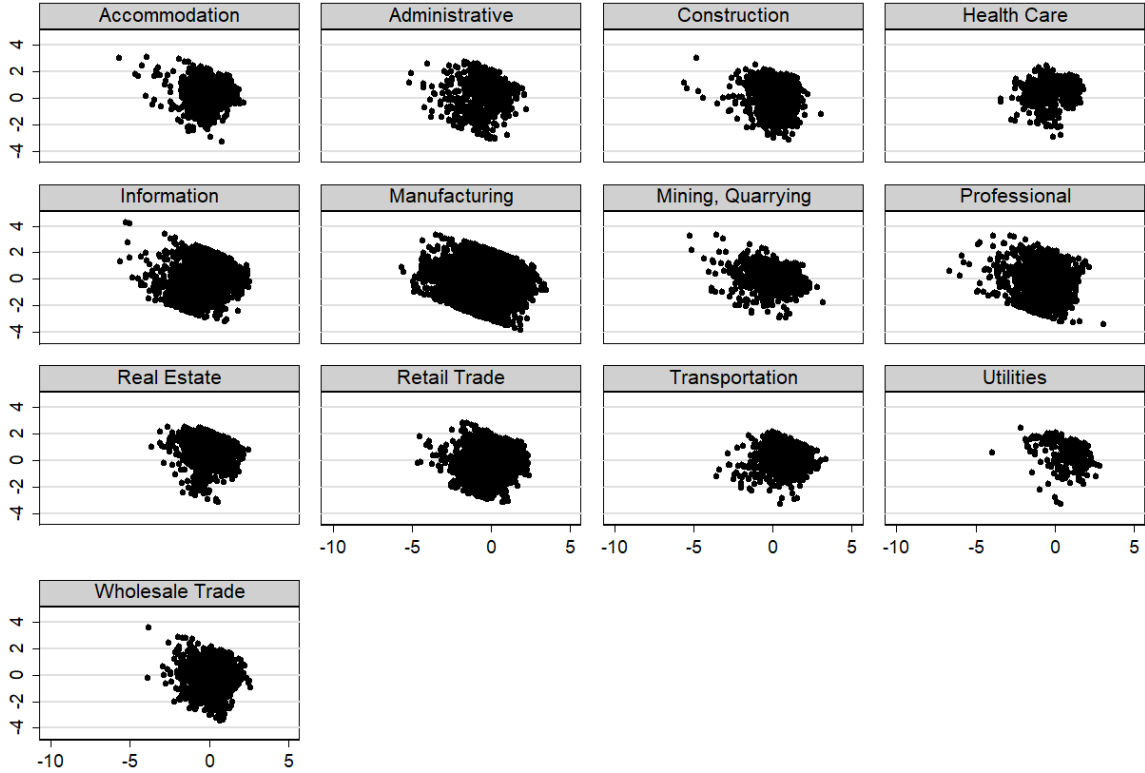 Accommodation
Administrative
Construction
Health Care
4
2
0
-2
-4
Information
Manufacturing
Mining, Quarrying
Professional
4
2
0
-2
-4
Real Estate
Retail Trade
Transportation
Utilities
4
2
0
-2
-4
-10 -5 0 5
-10 -5 0 5
-10 -5 0 5
Wholesale Trade
4
2
0
-2
-4
-10 -5 0 5